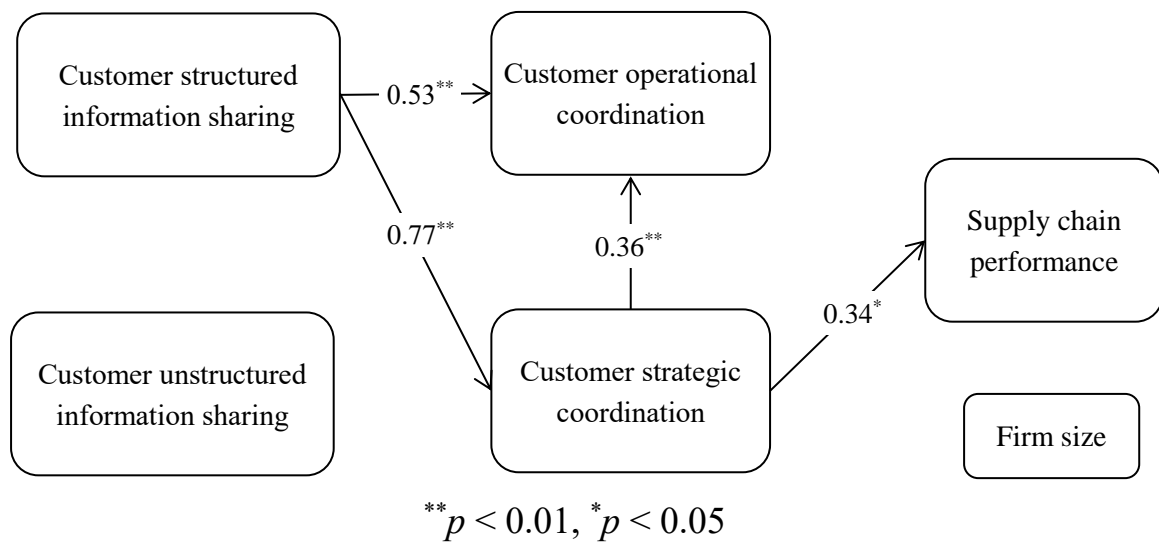 Customer structured
information sharing
Customer operational
coordination
0.53**
0.77**
0.36**
Supply chain
performance
0.34*
Customer unstructured
information sharing
Customer strategic
coordination
Firm size
**p < 0.01, *p < 0.05